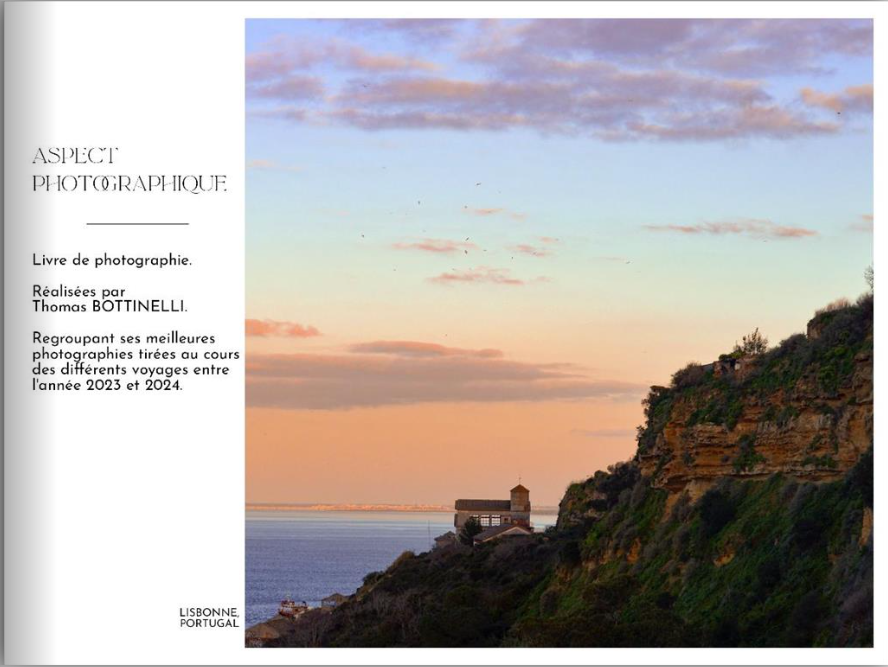 ASPECT
PHOTOGRAPHIQUE
Livre de photographie.
Réalisées par
Thomas BOTTINELLI.
Regroupant ses meilleures
photographies tirées au cours
des différents voyages entre
l'année 2023 et 2024.
LISBONNE,
PORTUGAL